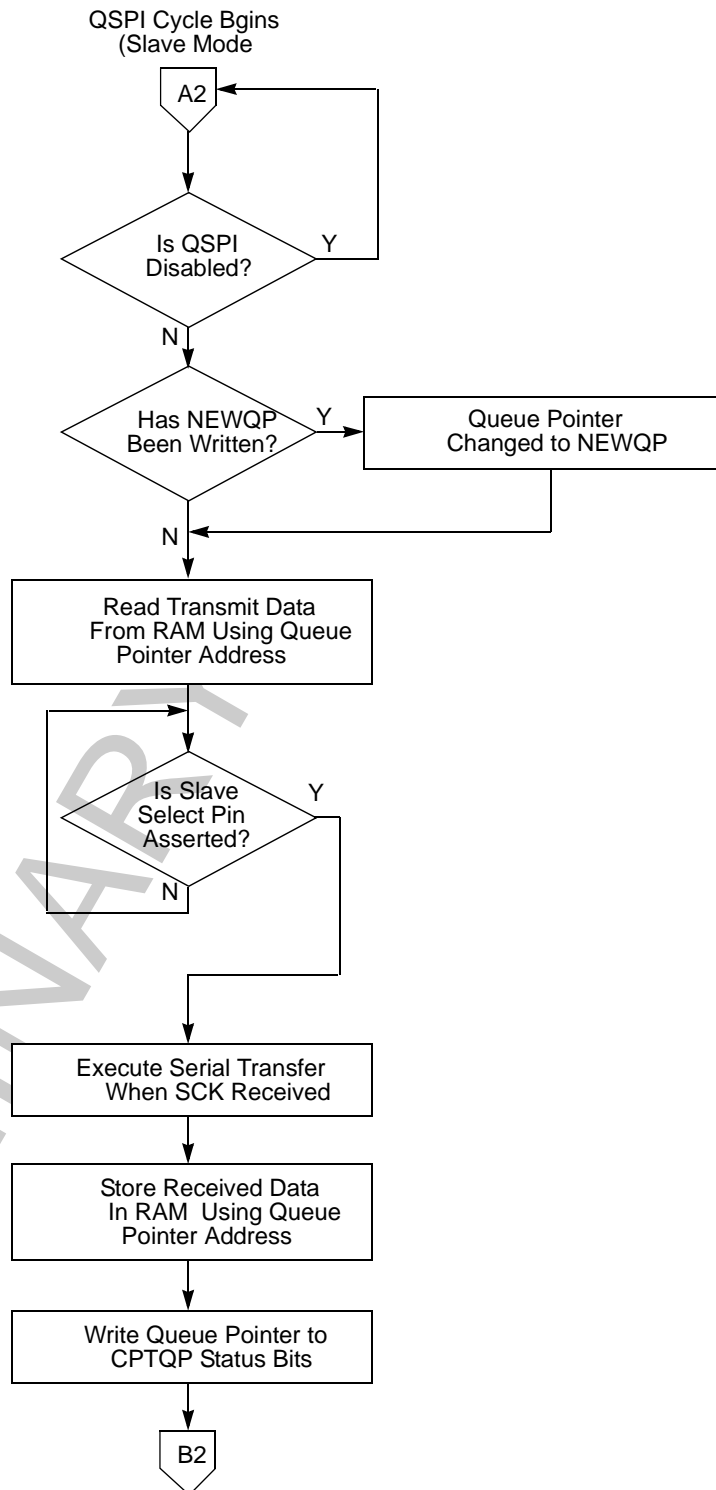 QSPI Cycle Bgins
(Slave Mode
A2
Is QSPI
Disabled?
Y
N
Has NEWQP
Been Written?
Y
Queue Pointer
Changed to NEWQP
N
Read Transmit Data
From RAM Using Queue
Pointer Address
Is Slave
Select Pin
Asserted?
Y
N
Execute Serial Transfer
When SCK Received
Store Received Data
In RAM Using Queue
Pointer Address
Write Queue Pointer to
CPTQP Status Bits
B2
INARY